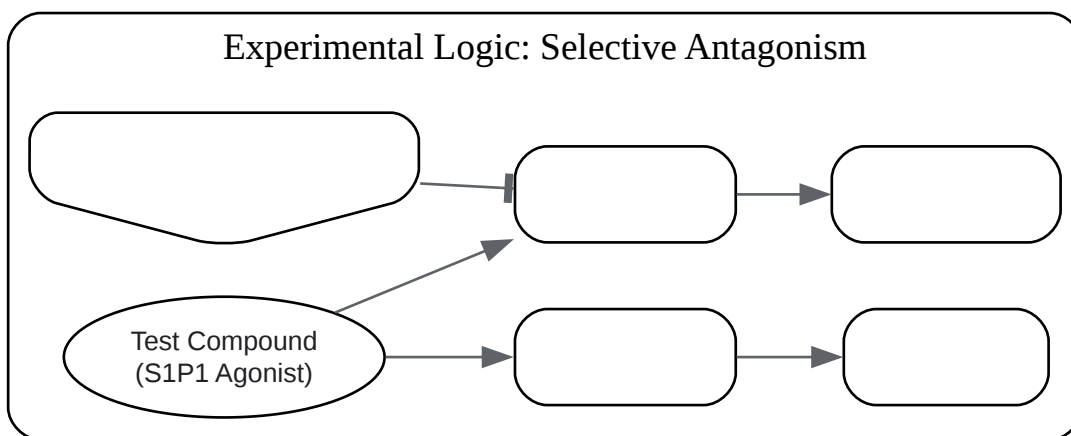 Experimental Logic: Selective Antagonism
Test Compound
(S1P1 Agonist)